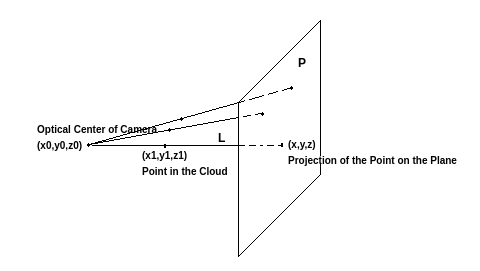 P
Optical Center of Camera
L
(x0,y0,z0)
(x,y,z)
(x1,y1,z1)
Projection of the Point on the Plane
Point in the Cloud